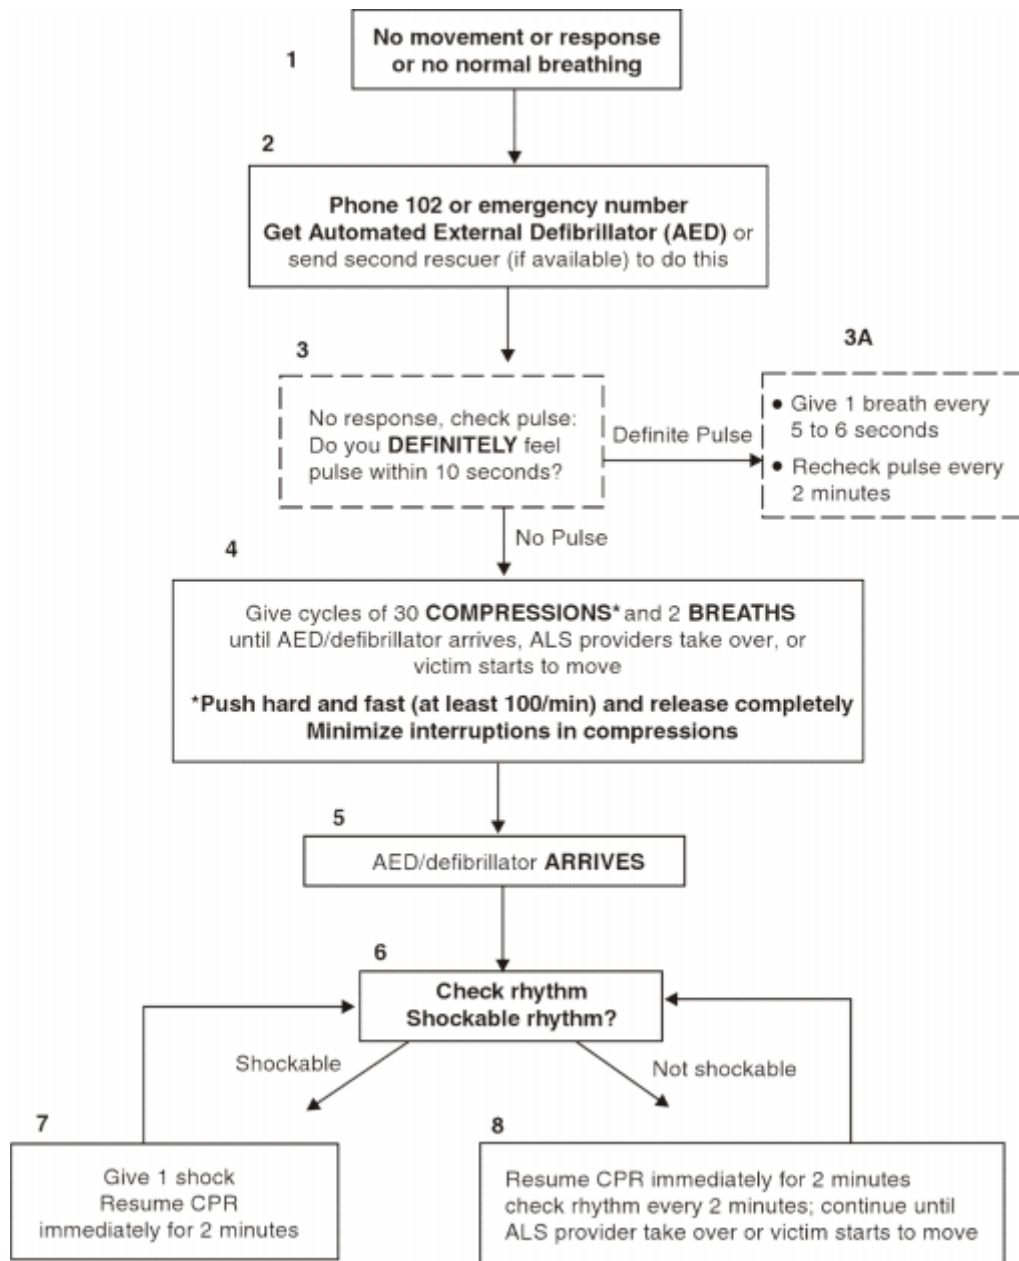 1
No movement or response
or no normal breathing
2
Phone 102 or emergency number
Get Automated External Defibrillator (AED) or
send second rescuer (if available) to do this
3
No response, check pulse:
Do you DEFINITELY feel
pulse within 10 seconds?
Definite Pulse
3A
• Give 1 breath every
5 to 6 seconds
• Recheck pulse every
2 minutes
No Pulse
4
Give cycles of 30 COMPRESSIONS* and 2 BREATHS
until AED/defibrillator arrives, ALS providers take over, or
victim starts to move
*Push hard and fast (at least 100/min) and release completely
Minimize interruptions in compressions
5
AED/defibrillator ARRIVES
6
Check rhythm
Shockable rhythm?
Shockable
Not shockable
7
Give 1 shock
Resume CPR
immediately for 2 minutes
8
Resume CPR immediately for 2 minutes
check rhythm every 2 minutes; continue until
ALS provider take over or victim starts to move